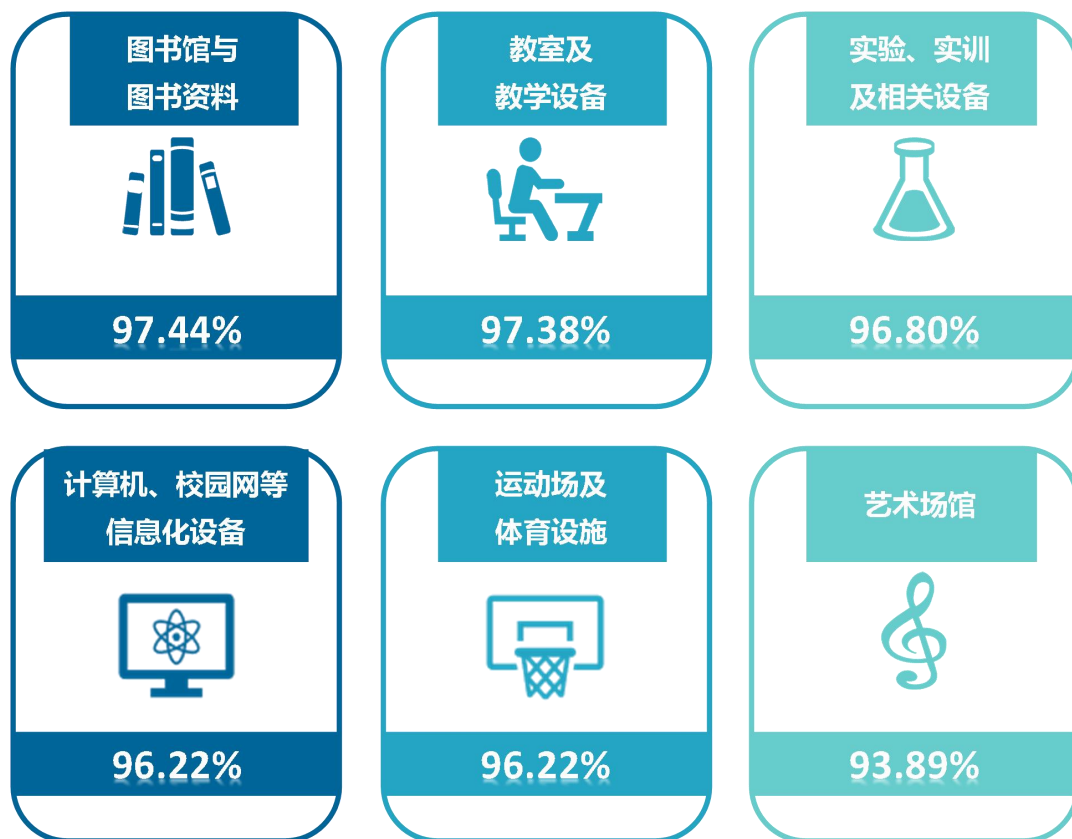 图书馆与
图书资料
97.44%
教室及
教学设备
97.38%
实验、实训
及相关设备
96.80%
计算机、校园网等
信息化设备
96.22%
运动场及
体育设施
96.22%
艺术场馆
93.89%